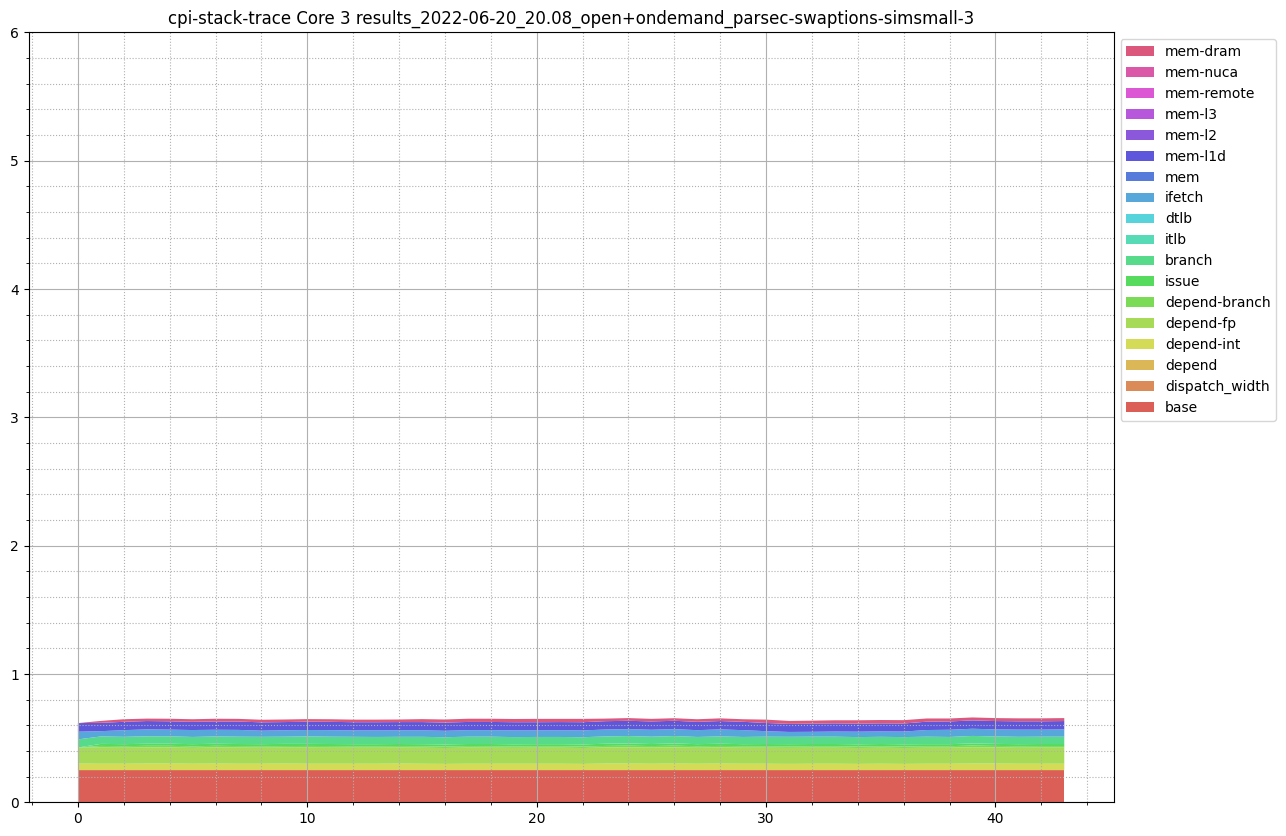 cpi-stack-trace Core 3 results_2022-06-20_20.08_open+ondemand_parsec-swaptions-simsmall-3
6
5
4
3
2
1
0
0 10 20 30 40
mem-dram
mem-nuca
mem-remote
mem-l3
mem-l2
mem-l1d
mem
ifetch
dtlb
itlb
branch
issue
depend-branch
depend-fp
depend-int
depend
dispatch_width
base